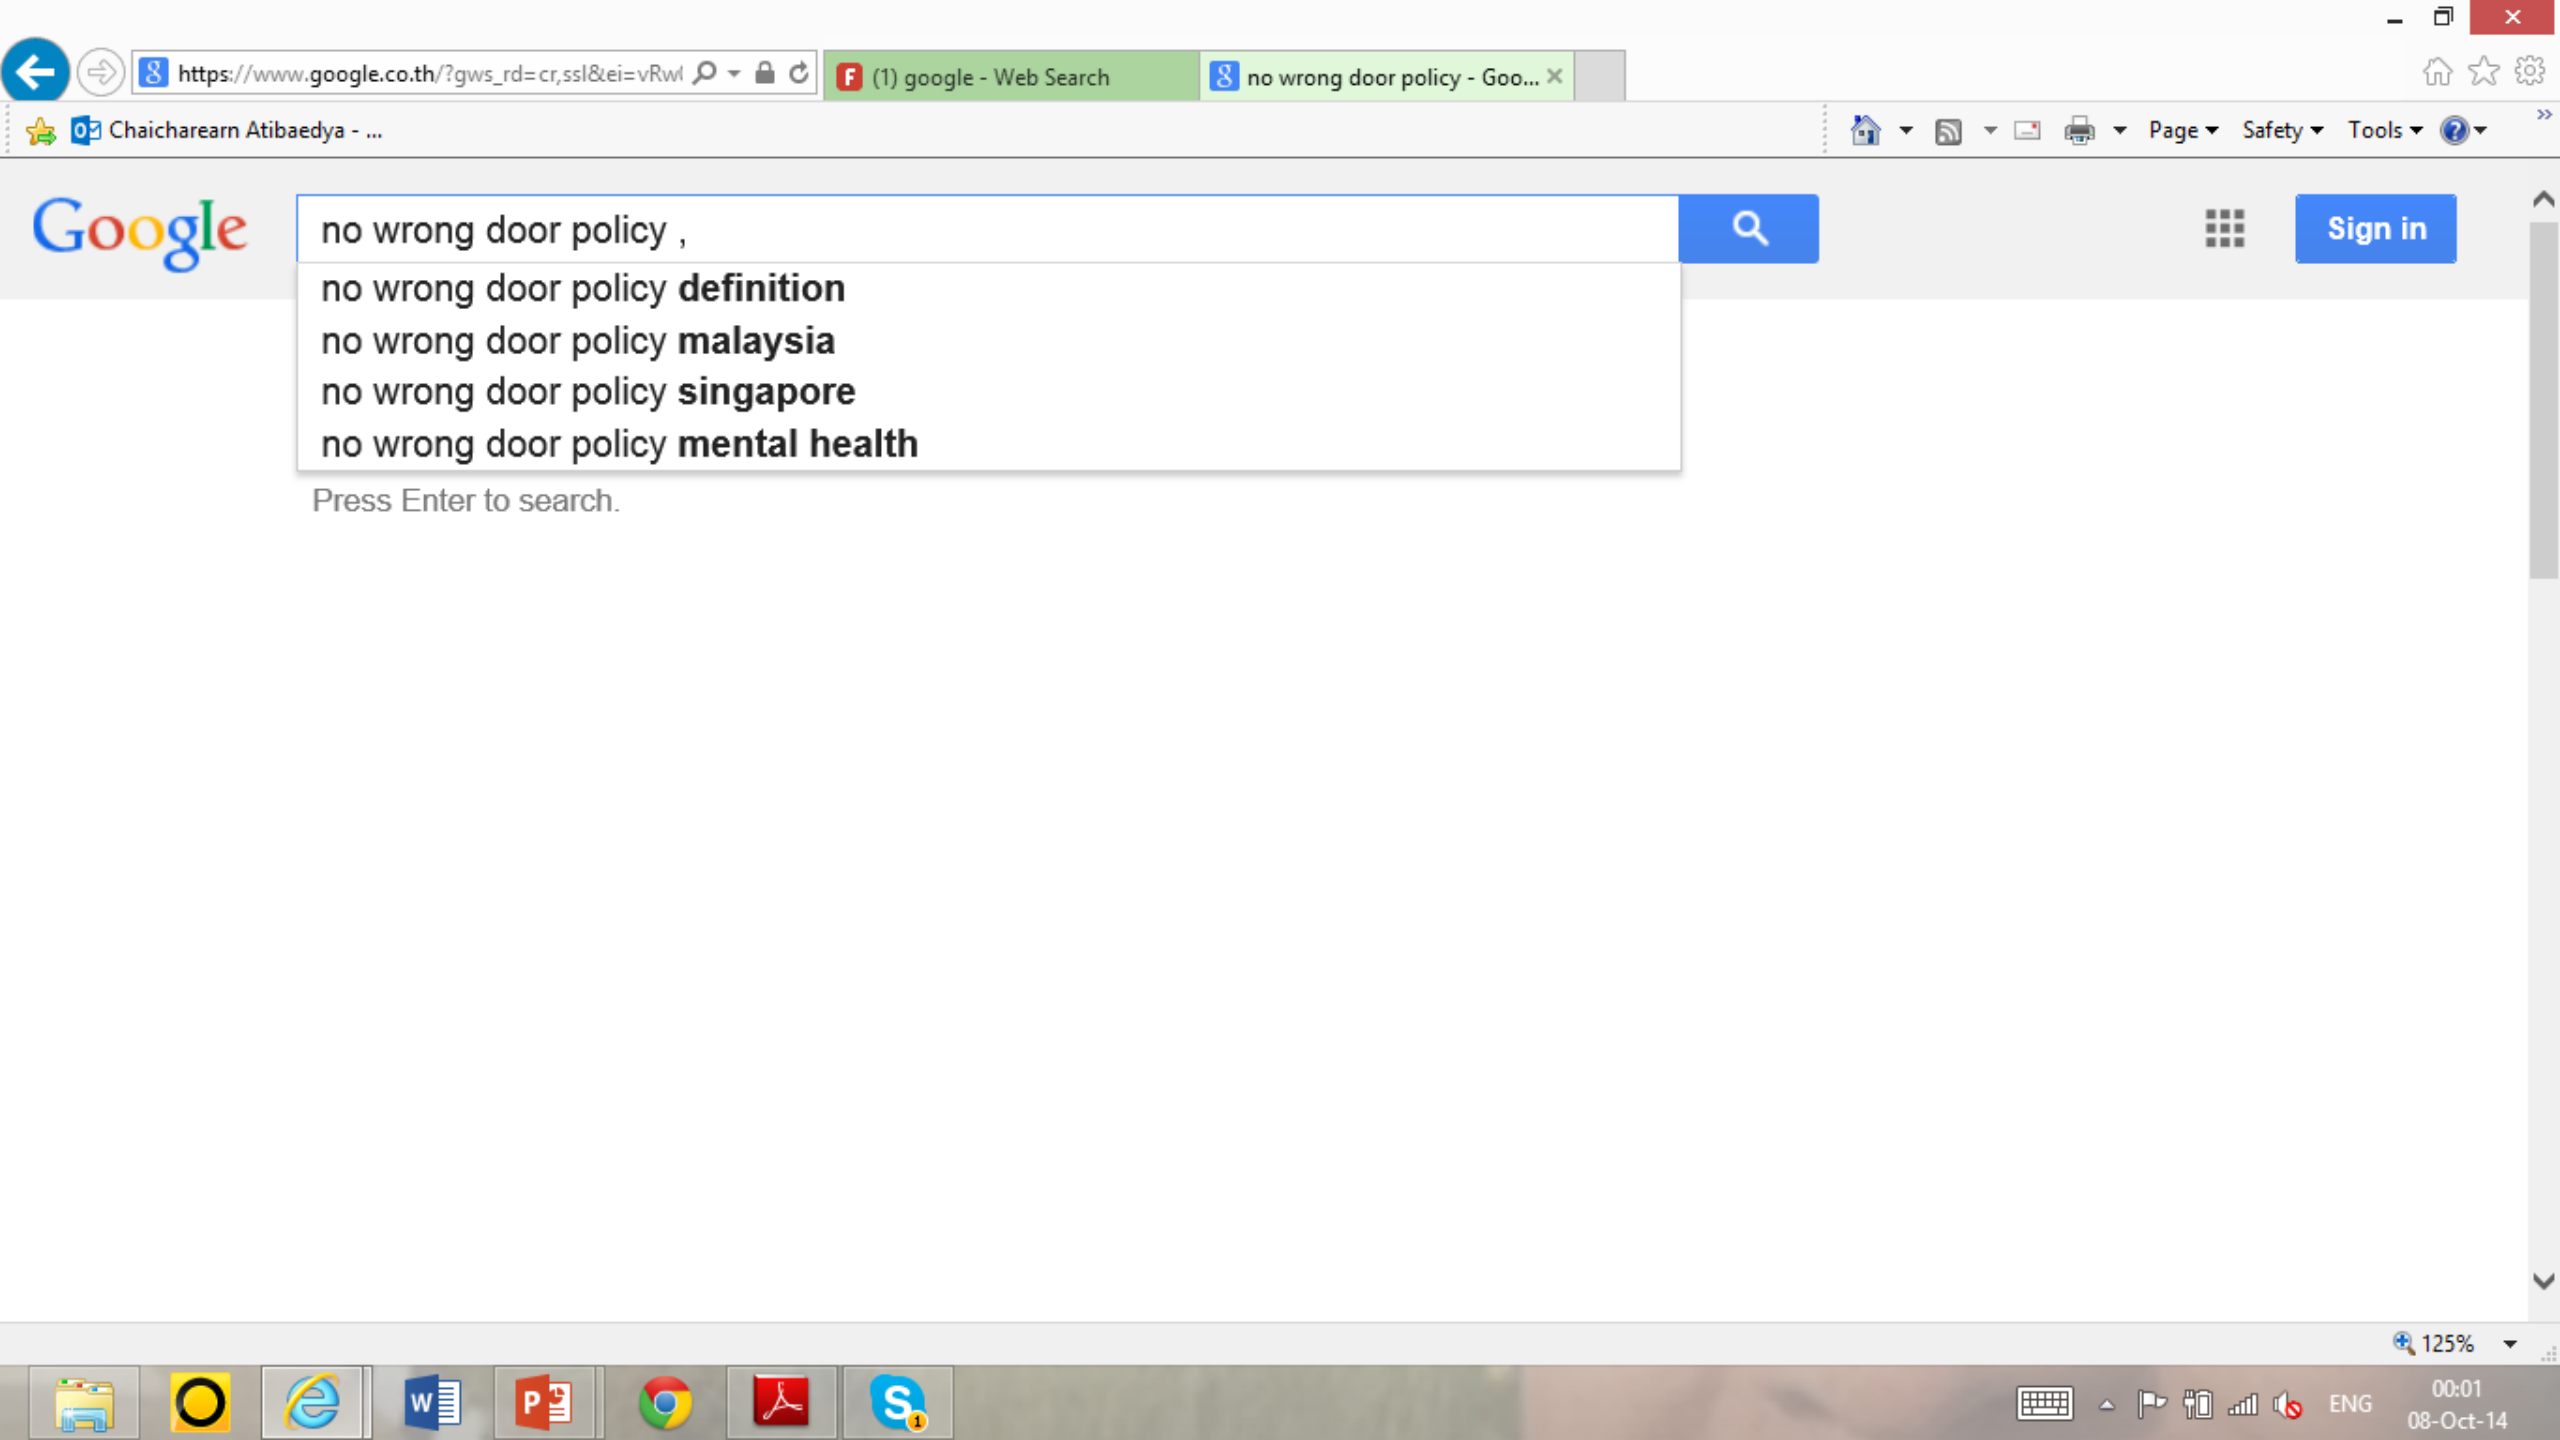 https://www.google.co.th/?gws_rd=cr,ssl&ei=vRw
(1) google - Web Search
no wrong door policy - Goo...
Chaicharearn Atibaedya - ...
Page
Safety
Tools
Google
no wrong door policy ,
Sign in
no wrong door policy definition
no wrong door policy malaysia
no wrong door policy singapore
no wrong door policy mental health
Press Enter to search.
125%
ENG
00:01
08-Oct-14